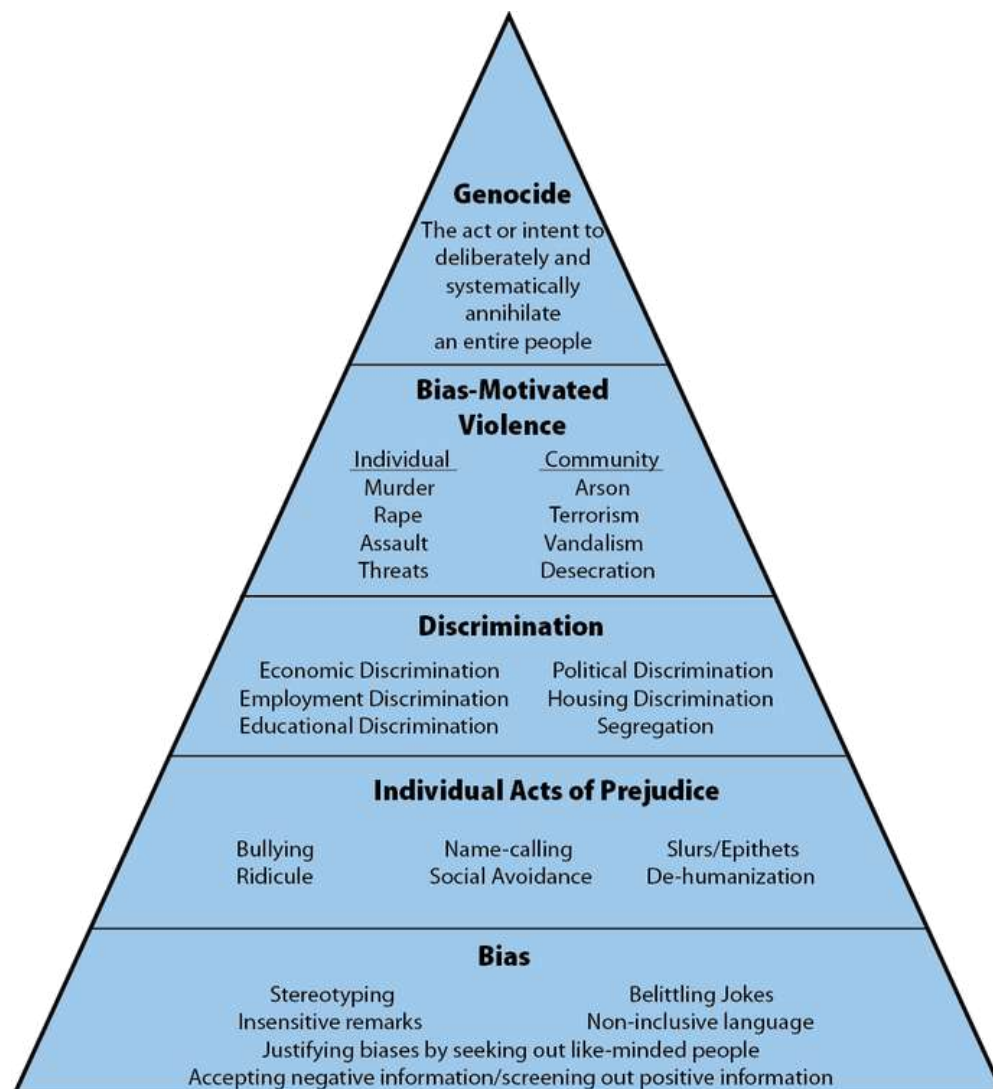 Genocide
The act or intent to
deliberately and
systematically
annihilate
an entire people
Bias-Motivated
Violence
Individual Community
Murder Arson
Rape Terrorism
Assault Vandalism
Threats Desecration
Discrimination
Economic Discrimination Political Discrimination
Employment Discrimination Housing Discrimination
Educational Discrimination Segregation
Individual Acts of Prejudice
Bullying Name-calling Slurs/Epithets
Ridicule Social Avoidance De-humanization
Bias
Stereotyping Belittling Jokes
Insensitive remarks Non-inclusive language
Justifying biases by seeking out like-minded people
Accepting negative information/screening out positive information